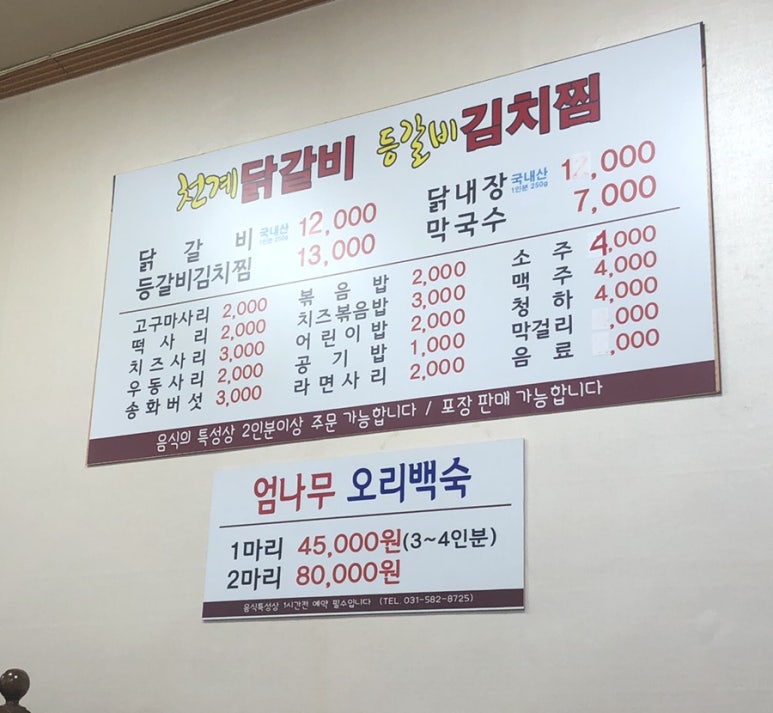 천계닭갈비 등갈비김치찜
닭 갈 비 국내산 1인분 250g 12,000
등갈비김치찜 13,000
닭내장 국내산 1인분 250g 12,000
막국수 7,000
고구마사리 2,000
떡 사 리 2,000
치즈사리 3,000
우동사리 2,000
송화버섯 3,000
볶 음 밥 2,000
치즈볶음밥 3,000
어린이밥 2,000
공 기 밥 1,000
라면사리 2,000
소 주 4,000
맥 주 4,000
청 하 4,000
막걸리 ,000
음 료 ,000
음식의 특성상 2인분이상 주문 가능합니다 / 포장 판매 가능합니다
엄나무 오리백숙
1마리 45,000원(3~4인분)
2마리 80,000원
음식특성상 1시간전 예약 필수입니다 (TEL. 031-582-8725)